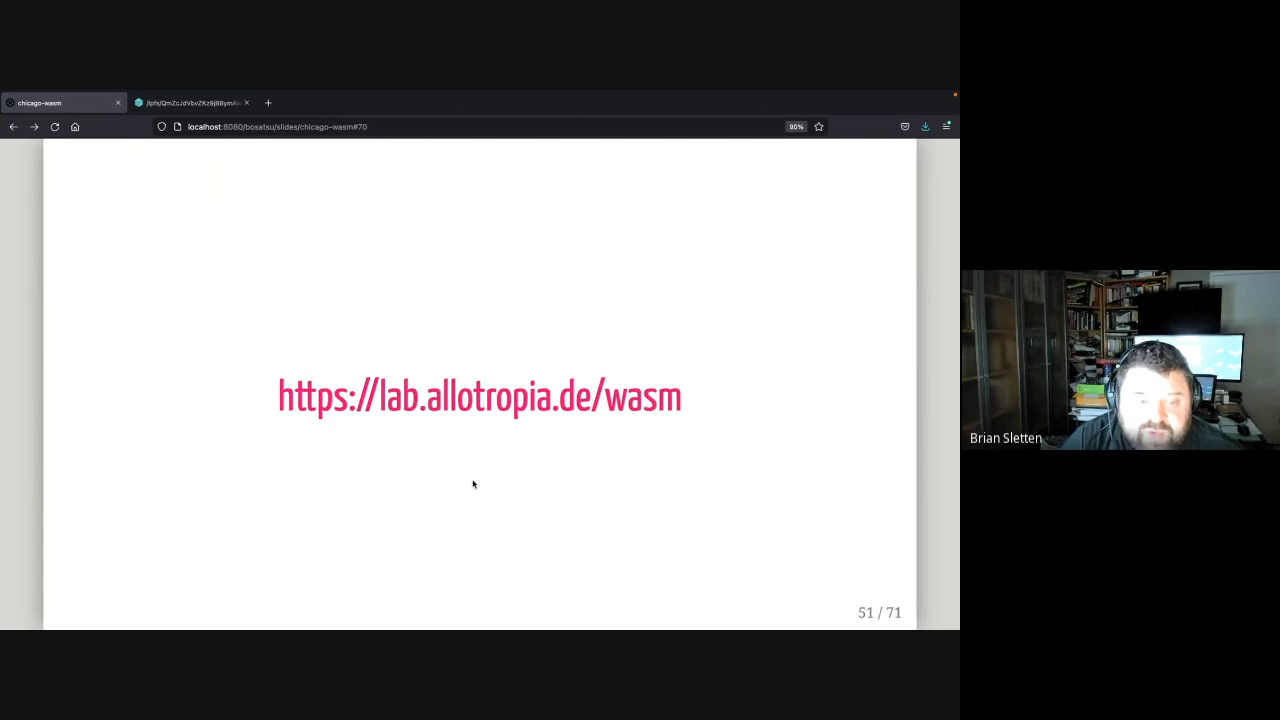 chicago-wasm
localhost:8080/bosatsu/slides/chicago-wasm#70
90%
https://lab.allotropia.de/wasm
51 / 71
Brian Sletten